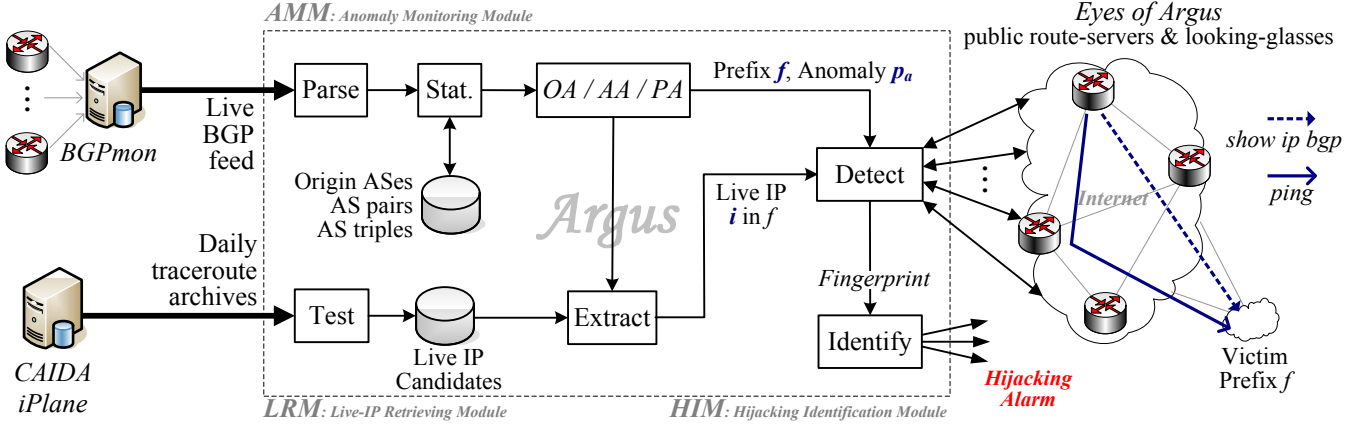 AMM: Anomaly Monitoring Module
Eyes of Argus
public route-servers & looking-glasses
BGPmon
Live
BGP
feed
Parse
Stat.
OA / AA / PA
Prefix f, Anomaly pa
Origin ASes
AS pairs
AS triples
Argus
Live IP
i in f
Detect
Internet
show ip bgp
ping
Daily
traceroute
archives
CAIDA
iPlane
Test
Live IP
Candidates
Extract
Fingerprint
Identify
Hijacking
Alarm
Victim
Prefix f
LRM: Live-IP Retrieving Module
HIM: Hijacking Identification Module